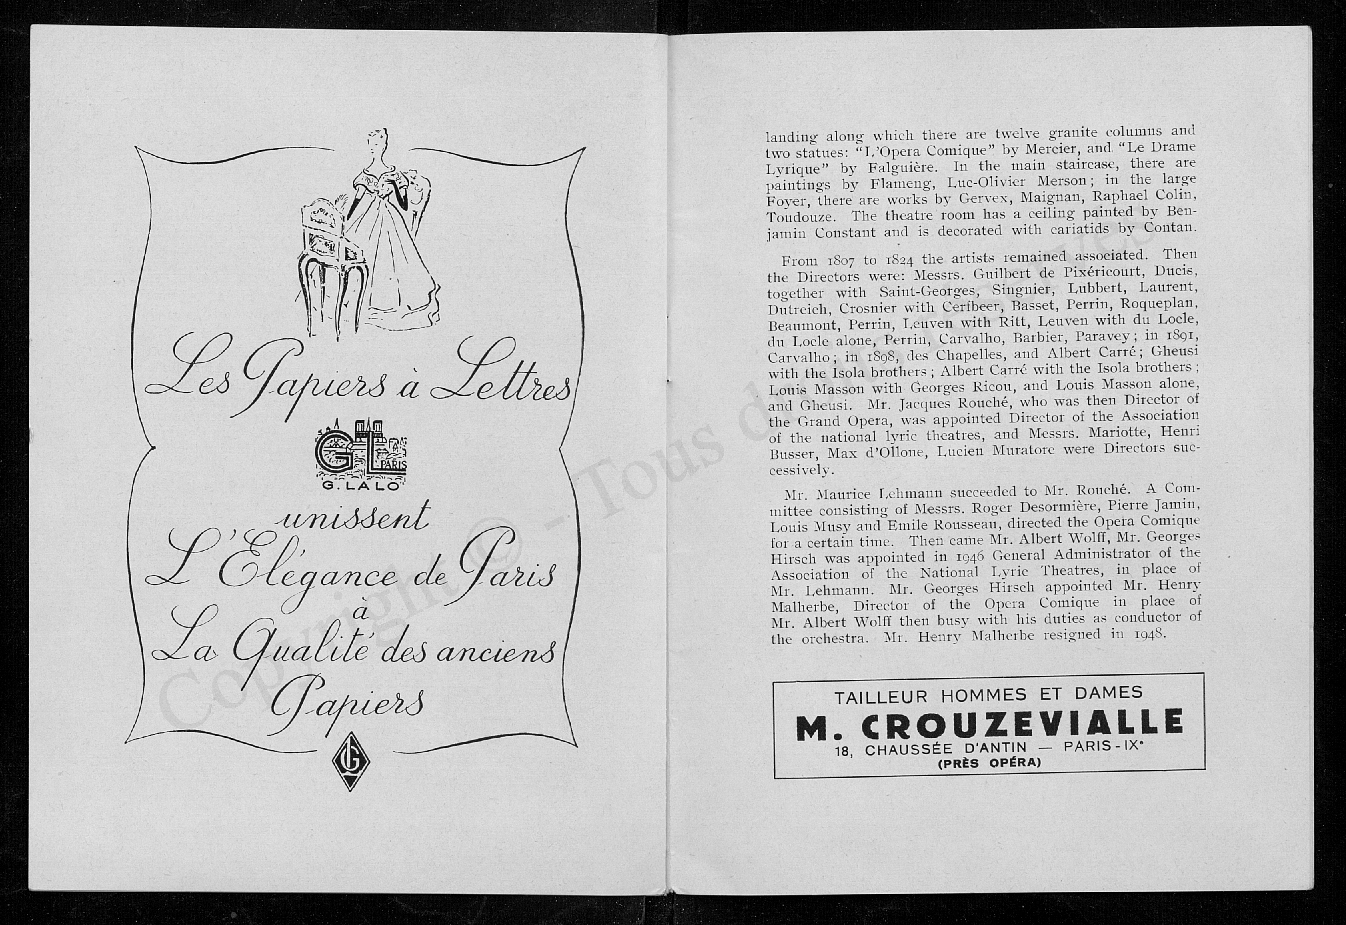 Les Papiers à Lettres
GL
PARIS
G. LALO
unissent
L'Elégance de Paris
à
La Qualité des anciens
Papiers
GL
landing along which there are twelve granite columns and
two statues: "L'Opera Comique" by Mercier, and "Le Drame
Lyrique" by Falguière. In the main staircase, there are
paintings by Flameng, Luc-Olivier Merson; in the large
Foyer, there are works by Gervex, Maignan, Raphael Colin,
Toudouze. The theatre room has a ceiling painted by Ben-
jamin Constant and is decorated with cariatids by Coutan.
From 1807 to 1824 the artists remained associated. Then
the Directors were: Messrs. Guilbert de Pixéricourt, Ducis,
together with Saint-Georges, Singnier, Lubbert, Laurent,
Dutreich, Crosnier with Cerfbeer, Basset, Perrin, Roqueplan,
Beaumont, Perrin, Leuven with Ritt, Leuven with du Locle,
du Locle alone, Perrin, Carvalho, Barbier, Paravey; in 1891,
Carvalho; in 1898, des Chapelles, and Albert Carré; Gheusi
with the Isola brothers; Albert Carré with the Isola brothers;
Louis Masson with Georges Ricou, and Louis Masson alone,
and Gheusi. Mr. Jacques Rouché, who was then Director of
the Grand Opera, was appointed Director of the Association
of the national lyric theatres, and Messrs. Mariotte, Henri
Busser, Max d'Ollone, Lucien Muratore were Directors suc-
cessively.
Mr. Maurice Lehmann succeeded to Mr. Rouché. A Com-
mittee consisting of Messrs. Roger Desormière, Pierre Jamin,
Louis Musy and Emile Rousseau, directed the Opera Comique
for a certain time. Then came Mr. Albert Wolff, Mr. Georges
Hirsch was appointed in 1946 General Administrator of the
Association of the National Lyric Theatres, in place of
Mr. Lehmann. Mr. Georges Hirsch appointed Mr. Henry
Malherbe, Director of the Opera Comique in place of
Mr. Albert Wolff then busy with his duties as conductor of
the orchestra. Mr. Henry Malherbe resigned in 1948.
TAILLEUR HOMMES ET DAMES
M. CROUZEVIALLE
18, CHAUSSÉE D'ANTIN — PARIS-IXe
(PRÈS OPÉRA)
Copyright © - Tous